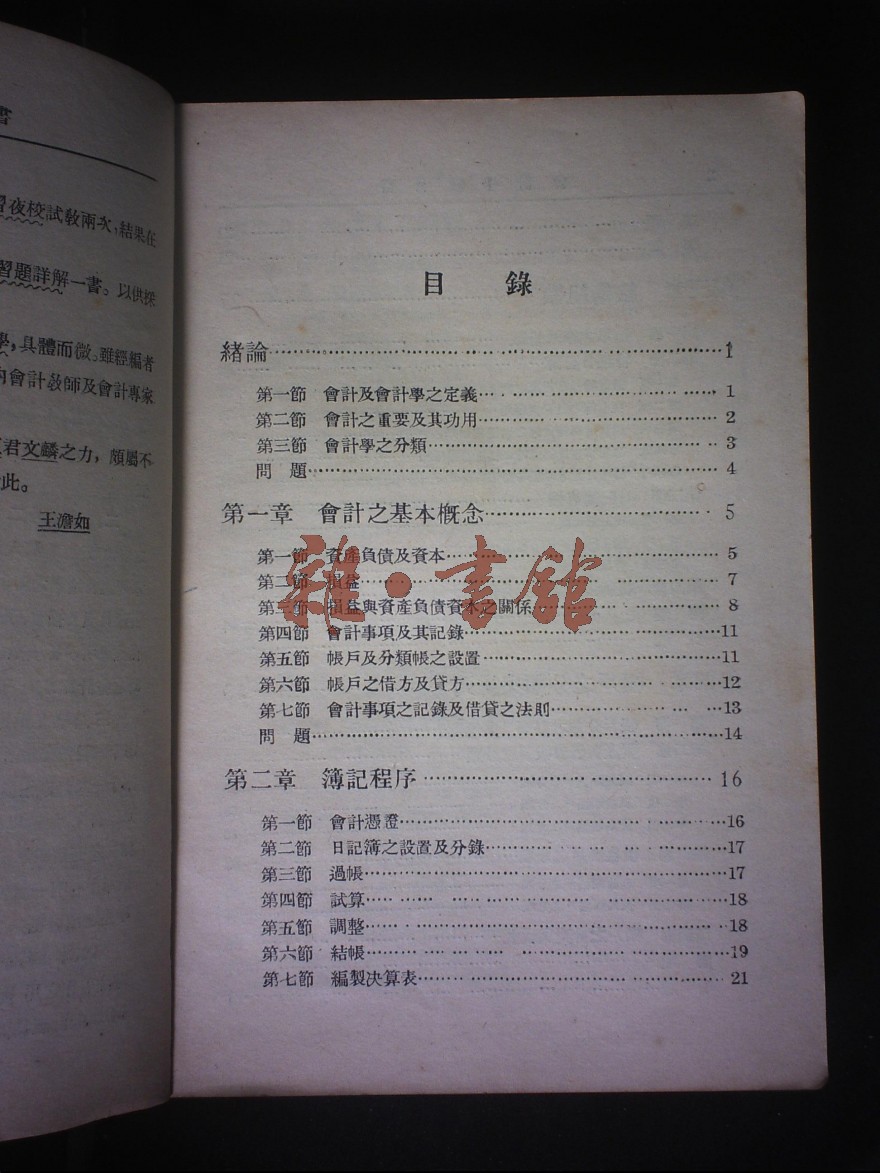 書
習夜校試敎兩次，結果在
習題詳解一書。以供採
學，具體而微。雖經編者
內會計敎師及會計專家
君文麟之力，頗屬不
此。
王澹如
目錄
緒論……1
第一節 會計及會計學之定義……1
第二節 會計之重要及其功用……2
第三節 會計學之分類……3
問題……4
第一章 會計之基本概念……5
第一節 資產負債及資本……5
第二節 損益……7
第三節 損益與資產負債資本之關係……8
第四節 會計事項及其記錄……11
第五節 帳戶及分類帳之設置……11
第六節 帳戶之借方及貸方……12
第七節 會計事項之記錄及借貸之法則……13
問題……14
第二章 簿記程序……16
第一節 會計憑證……16
第二節 日記簿之設置及分錄……17
第三節 過帳……17
第四節 試算……18
第五節 調整……18
第六節 結帳……19
第七節 編製決算表……21
雜·書館